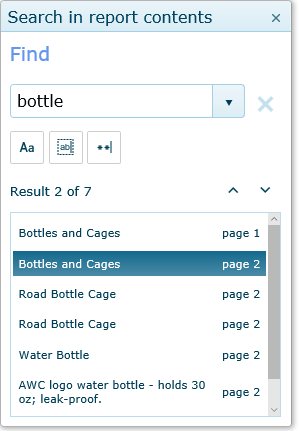 Search in report contents
Find
bottle
Aa
ab
**
Result 2 of 7
Bottles and Cages page 1
Bottles and Cages page 2
Road Bottle Cage page 2
Road Bottle Cage page 2
Water Bottle page 2
AWC logo water bottle - holds 30 page 2
oz; leak-proof.